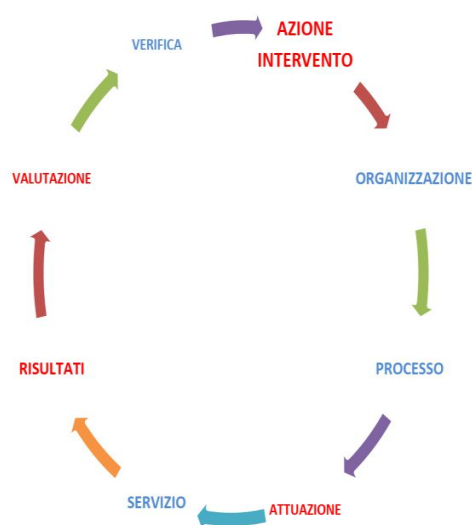 VERIFICA
AZIONE
INTERVENTO
ORGANIZZAZIONE
PROCESSO
ATTUAZIONE
SERVIZIO
RISULTATI
VALUTAZIONE